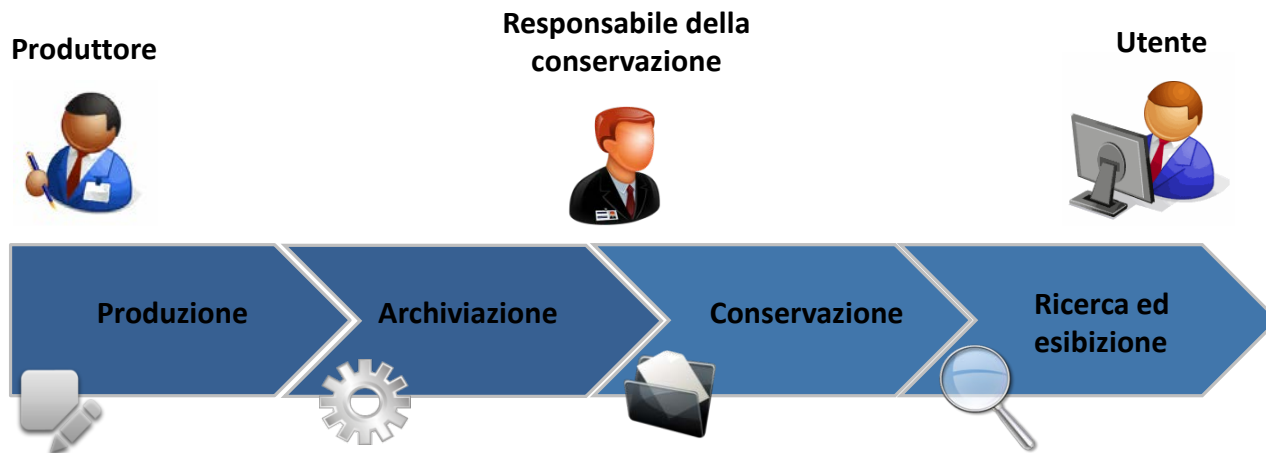 Produttore
Responsabile della
conservazione
Utente
Produzione
Archiviazione
Conservazione
Ricerca ed
esibizione